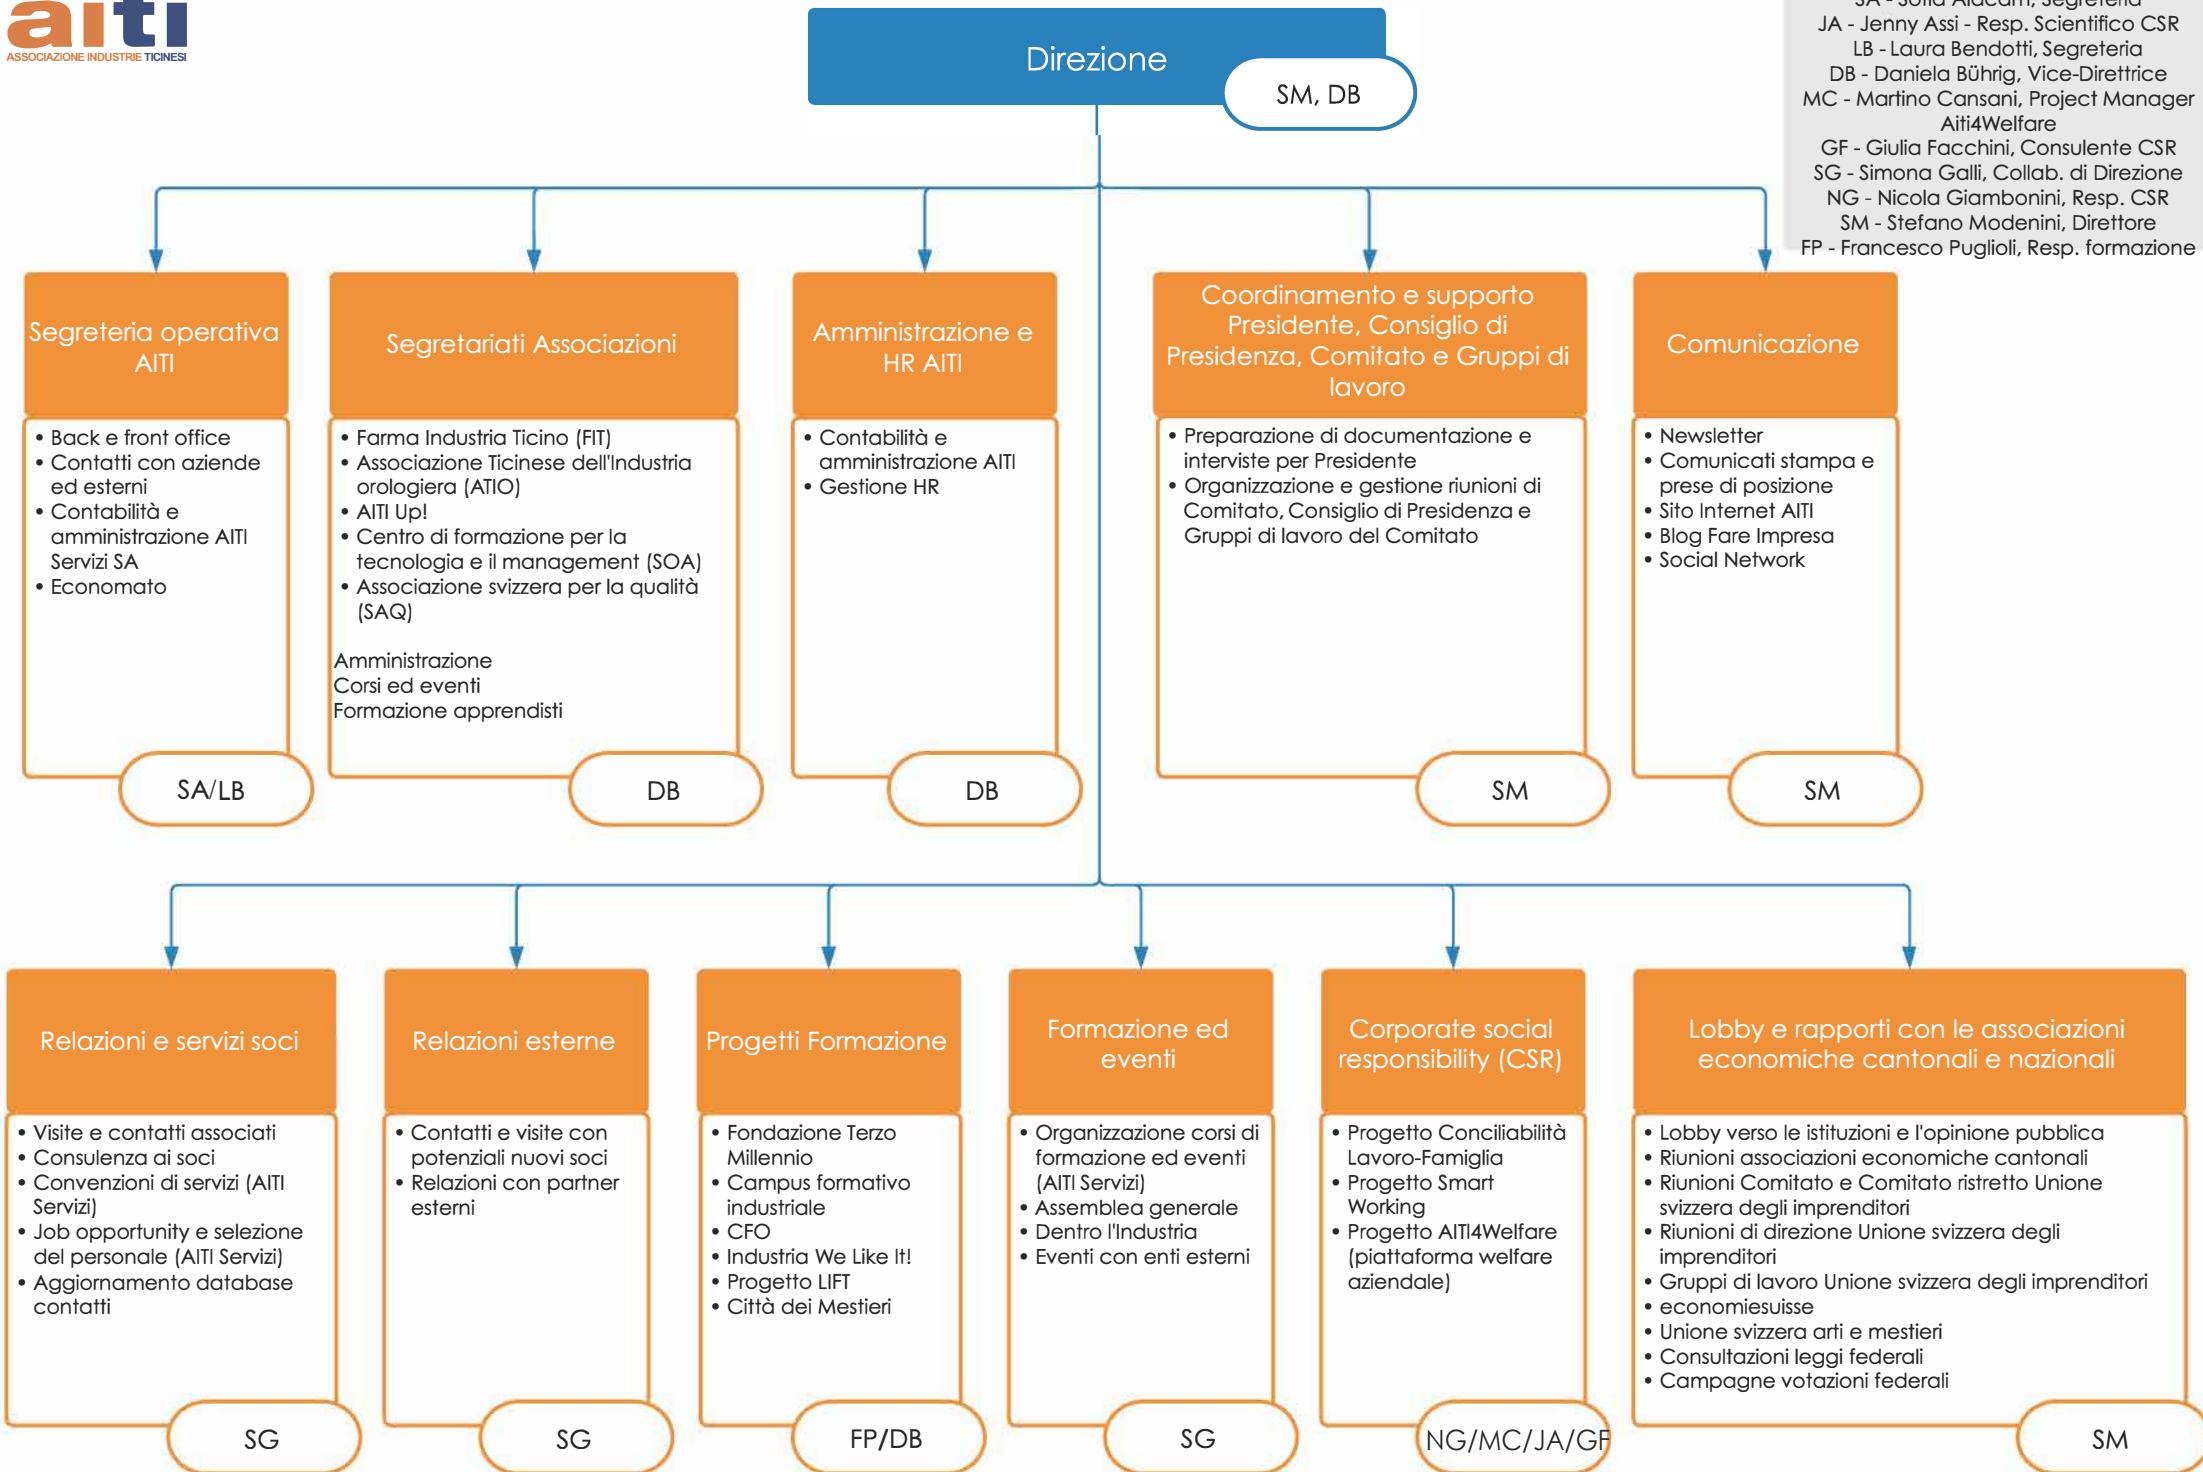 aiti
ASSOCIAZIONE INDUSTRIE TICINESI
Direzione
SM, DB
JA - Jenny Assi - Resp. Scientifico CSR
LB - Laura Bendotti, Segreteria
DB - Daniela Bührig, Vice-Direttrice
MC - Martino Cansani, Project Manager
Aiti4Welfare
GF - Giulia Facchini, Consulente CSR
SG - Simona Galli, Collab. di Direzione
NG - Nicola Giambonini, Resp. CSR
SM - Stefano Modenini, Direttore
FP - Francesco Puglioli, Resp. formazione
Segreteria operativa
AITI
• Back e front office
• Contatti con aziende
ed esterni
• Contabilità e
amministrazione AITI
Servizi SA
• Economato
SA/LB
Segretariati Associazioni
• Farma Industria Ticino (FIT)
• Associazione Ticinese dell'Industria
orologiera (ATIO)
• AITI Up!
• Centro di formazione per la
tecnologia e il management (SOA)
• Associazione svizzera per la qualità
(SAQ)
Amministrazione
Corsi ed eventi
Formazione apprendisti
DB
Amministrazione e
HR AITI
• Contabilità e
amministrazione AITI
• Gestione HR
DB
Coordinamento e supporto
Presidente, Consiglio di
Presidenza, Comitato e Gruppi di
lavoro
• Preparazione di documentazione e
interviste per Presidente
• Organizzazione e gestione riunioni di
Comitato, Consiglio di Presidenza e
Gruppi di lavoro del Comitato
SM
Comunicazione
• Newsletter
• Comunicati stampa e
prese di posizione
• Sito Internet AITI
• Blog Fare Impresa
• Social Network
SM
Relazioni e servizi soci
• Visite e contatti associati
• Consulenza ai soci
• Convenzioni di servizi (AITI
Servizi)
• Job opportunity e selezione
del personale (AITI Servizi)
• Aggiornamento database
contatti
SG
Relazioni esterne
• Contatti e visite con
potenziali nuovi soci
• Relazioni con partner
esterni
SG
Progetti Formazione
• Fondazione Terzo
Millennio
• Campus formativo
industriale
• CFO
• Industria We Like It!
• Progetto LIFT
• Città dei Mestieri
FP/DB
Formazione ed
eventi
• Organizzazione corsi di
formazione ed eventi
(AITI Servizi)
• Assemblea generale
• Dentro l'Industria
• Eventi con enti esterni
SG
Corporate social
responsibility (CSR)
• Progetto Conciliabilità
Lavoro-Famiglia
• Progetto Smart
Working
• Progetto AITI4Welfare
(piattaforma welfare
aziendale)
NG/MC/JA/GF
Lobby e rapporti con le associazioni
economiche cantonali e nazionali
• Lobby verso le istituzioni e l'opinione pubblica
• Riunioni associazioni economiche cantonali
• Riunioni Comitato e Comitato ristretto Unione
svizzera degli imprenditori
• Riunioni di direzione Unione svizzera degli
imprenditori
• Gruppi di lavoro Unione svizzera degli imprenditori
• economiesuisse
• Unione svizzera arti e mestieri
• Consultazioni leggi federali
• Campagne votazioni federali
SM